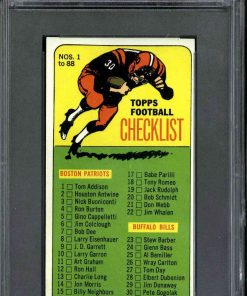 NOS. 1
to 88
30
TOPPS
FOOTBALL
CHECKLIST
BOSTON PATRIOTS
1 Tom Addison
2 Houston Antwine
3 Nick Buoniconti
4 Ron Burton
5 Gino Cappelletti
6 Jim Colclough
7 Bob Dee
8 Larry Eisenhauer
9 J. D. Garrett
10 Larry Garron
11 Art Graham
12 Ron Hall
13 Charlie Long
14 Jon Morris
15 Billy Neighbors
17 Babe Parilli
18 Tony Romeo
19 Jack Rudolph
20 Bob Schmidt
21 Don Webb
22 Jim Whalen
BUFFALO BILLS
23 Stew Barber
24 Glenn Bass
25 Al Bemiller
26 Wray Carlton
27 Tom Day
28 Elbert Dubenion
29 Jim Dunaway
30 Pete Gogolak